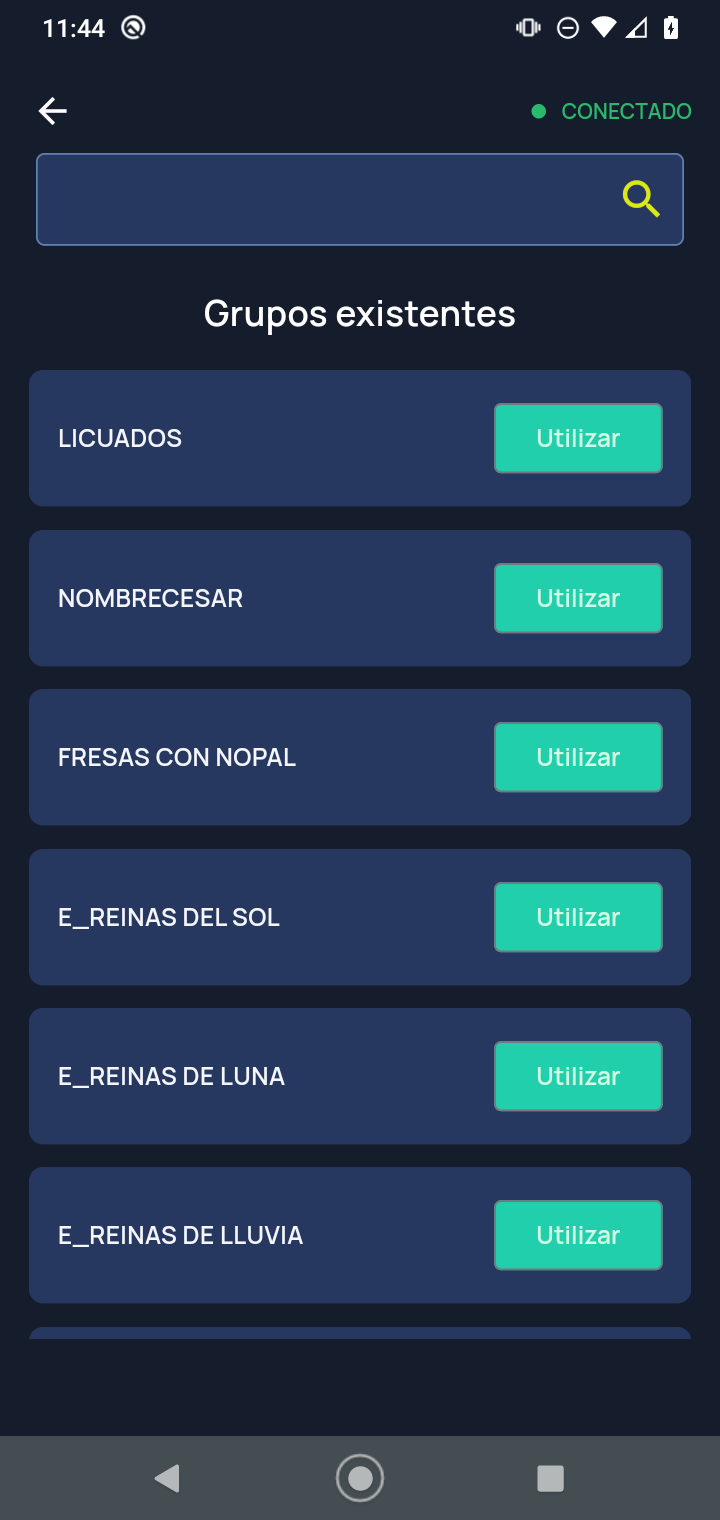 11:44
CONECTADO
Grupos existentes
LICUADOS
Utilizar
NOMBRECESAR
Utilizar
FRESAS CON NOPAL
Utilizar
E_REINAS DEL SOL
Utilizar
E_REINAS DE LUNA
Utilizar
E_REINAS DE LLUVIA
Utilizar